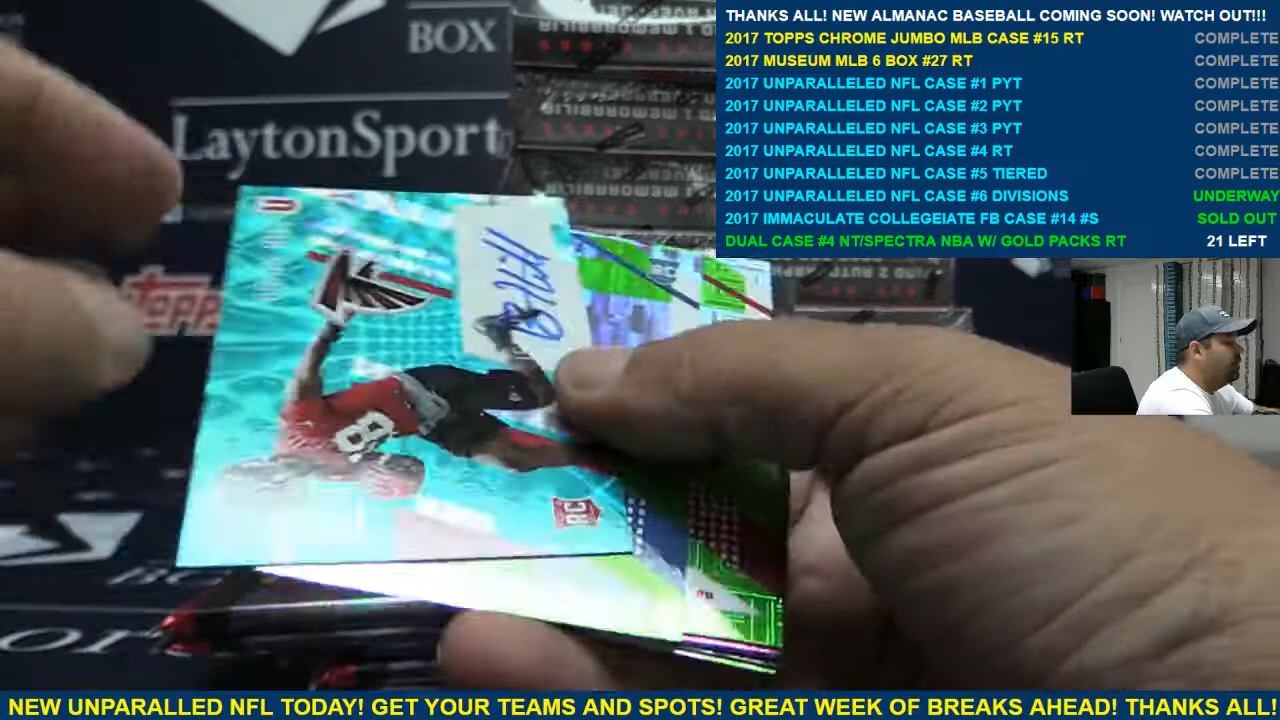 THANKS ALL! NEW ALMANAC BASEBALL COMING SOON! WATCH OUT!!!
2017 TOPPS CHROME JUMBO MLB CASE #15 RT COMPLETE
2017 MUSEUM MLB 6 BOX #27 RT COMPLETE
2017 UNPARALLELED NFL CASE #1 PYT COMPLETE
2017 UNPARALLELED NFL CASE #2 PYT COMPLETE
2017 UNPARALLELED NFL CASE #3 PYT COMPLETE
2017 UNPARALLELED NFL CASE #4 RT COMPLETE
2017 UNPARALLELED NFL CASE #5 TIERED COMPLETE
2017 UNPARALLELED NFL CASE #6 DIVISIONS UNDERWAY
2017 IMMACULATE COLLEGEIATE FB CASE #14 #S SOLD OUT
DUAL CASE #4 NT/SPECTRA NBA W/ GOLD PACKS RT 21 LEFT
BOX
LaytonSport
TOPPS
RC
NEW UNPARALLED NFL TODAY! GET YOUR TEAMS AND SPOTS! GREAT WEEK OF BREAKS AHEAD! THANKS ALL!